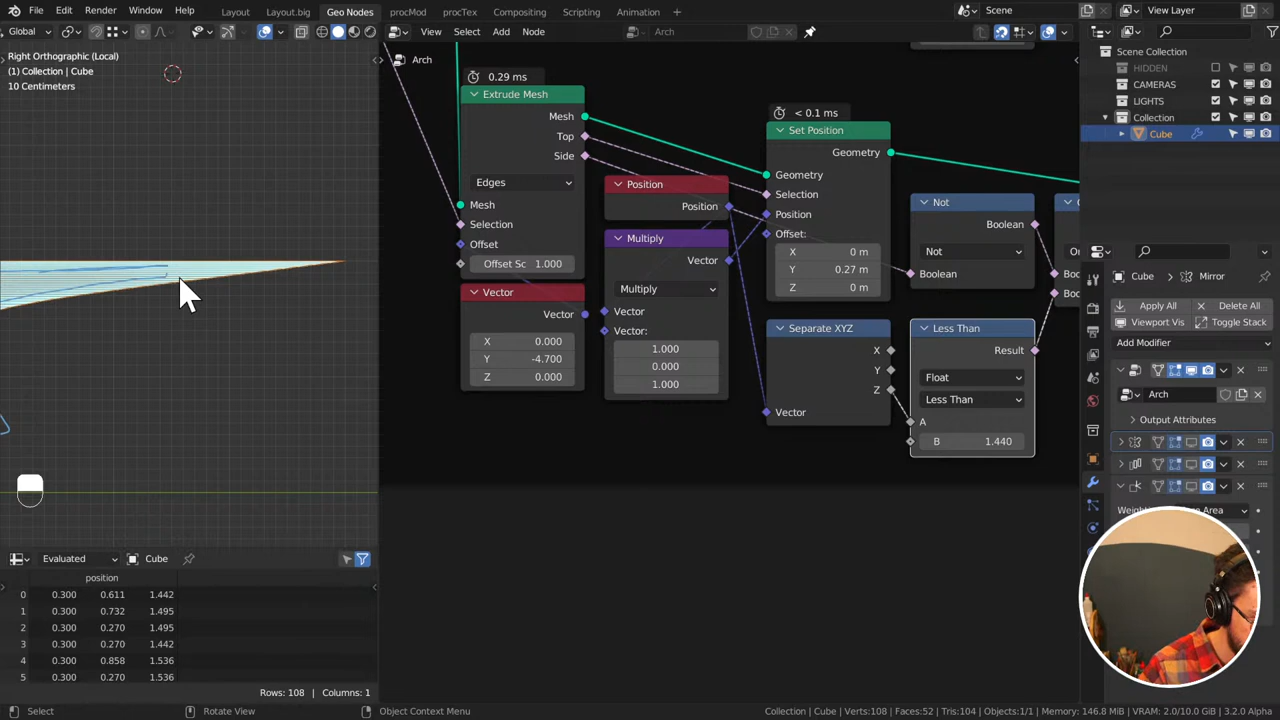 File Edit Render Window Help Layout Layout.big Geo Nodes procMod procTex Compositing Scripting Animation + Scene View Layer
Global View Select Add Node Arch
Right Orthographic (Local)
(1) Collection | Cube
10 Centimeters
Arch
0.29 ms
Extrude Mesh
Mesh
Top
Side
Edges
Mesh
Selection
Offset
Offset Sc 1.000
Vector
Vector
X 0.000
Y -4.700
Z 0.000
Position
Position
Multiply
Vector
Multiply
Vector
Vector:
1.000
0.000
1.000
< 0.1 ms
Set Position
Geometry
Geometry
Selection
Position
Offset:
X 0 m
Y 0.27 m
Z 0 m
Separate XYZ
X
Y
Z
Vector
Not
Boolean
Not
Boolean
Less Than
Result
Float
Less Than
A
B 1.440
Scene Collection
HIDDEN
CAMERAS
LIGHTS
Collection
Cube
Cube Mirror
Apply All Delete All
Viewport Vis Toggle Stack
Add Modifier
Arch
Output Attributes
Evaluated Cube
position
0 0.300 0.611 1.442
1 0.300 0.732 1.495
2 0.300 0.270 1.495
3 0.300 0.270 1.442
4 0.300 0.858 1.536
5 0.300 0.270 1.536
Rows: 108 | Columns: 1
Select Rotate View Object Context Menu Collection | Cube | Verts:108 | Faces:52 | Tris:104 | Objects:1/1 | Memory: 146.8 MiB | VRAM: 2.0/10.0 GiB | 3.2.0 Alpha